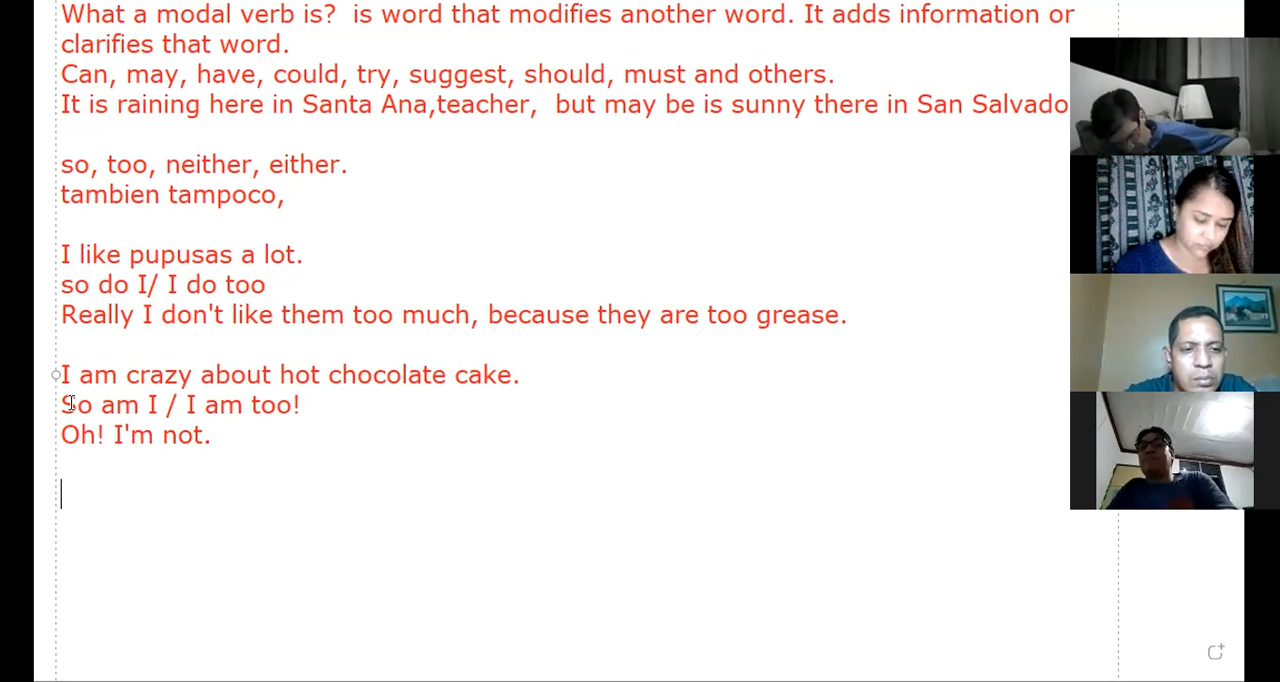 What a modal verb is?  is word that modifies another word. It adds information or
clarifies that word.
Can, may, have, could, try, suggest, should, must and others.
It is raining here in Santa Ana,teacher,  but may be is sunny there in San Salvado
so, too, neither, either.
tambien tampoco,
I like pupusas a lot.
so do I/ I do too
Really I don't like them too much, because they are too grease.
I am crazy about hot chocolate cake.
So am I / I am too!
Oh! I'm not.